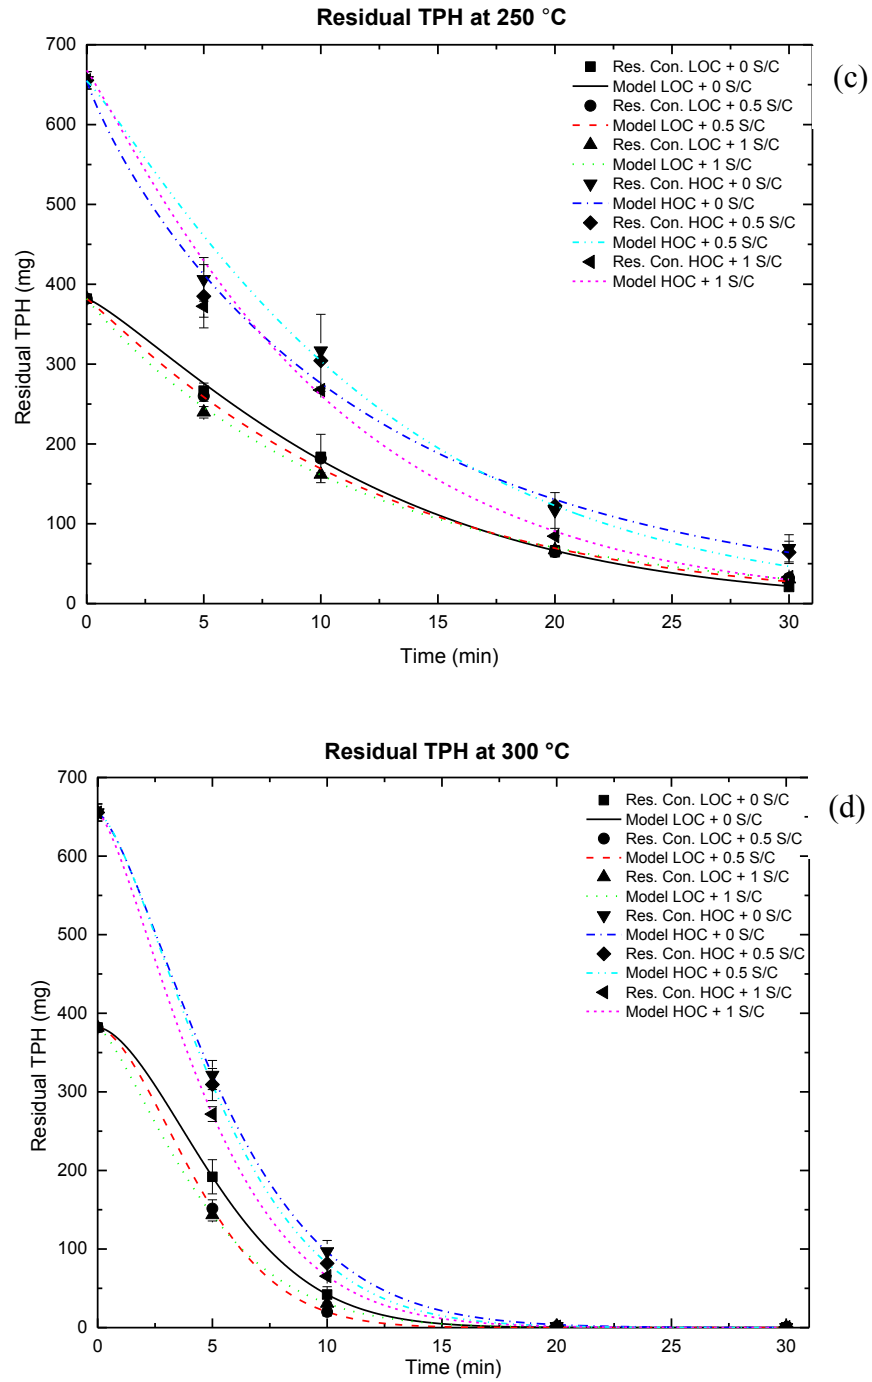 Residual TPH at 250 °C
700
600
500
400
300
200
100
0
Residual TPH (mg)
0 5 10 15 20 25 30
Time (min)
Res. Con. LOC + 0 S/C
Model LOC + 0 S/C
Res. Con. LOC + 0.5 S/C
Model LOC + 0.5 S/C
Res. Con. LOC + 1 S/C
Model LOC + 1 S/C
Res. Con. HOC + 0 S/C
Model HOC + 0 S/C
Res. Con. HOC + 0.5 S/C
Model HOC + 0.5 S/C
Res. Con. HOC + 1 S/C
Model HOC + 1 S/C
(c)
Residual TPH at 300 °C
700
600
500
400
300
200
100
0
Residual TPH (mg)
0 5 10 15 20 25 30
Time (min)
Res. Con. LOC + 0 S/C
Model LOC + 0 S/C
Res. Con. LOC + 0.5 S/C
Model LOC + 0.5 S/C
Res. Con. LOC + 1 S/C
Model LOC + 1 S/C
Res. Con. HOC + 0 S/C
Model HOC + 0 S/C
Res. Con. HOC + 0.5 S/C
Model HOC + 0.5 S/C
Res. Con. HOC + 1 S/C
Model HOC + 1 S/C
(d)